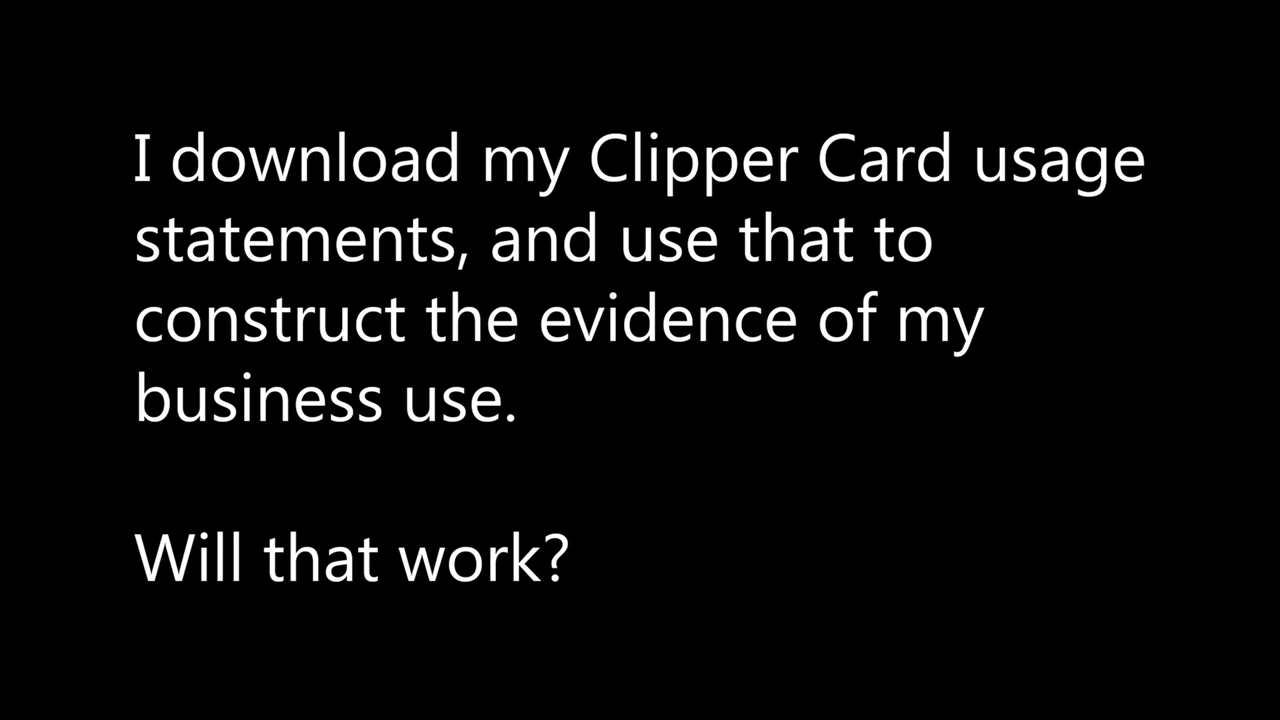 I download my Clipper Card usage
statements, and use that to
construct the evidence of my
business use.
Will that work?